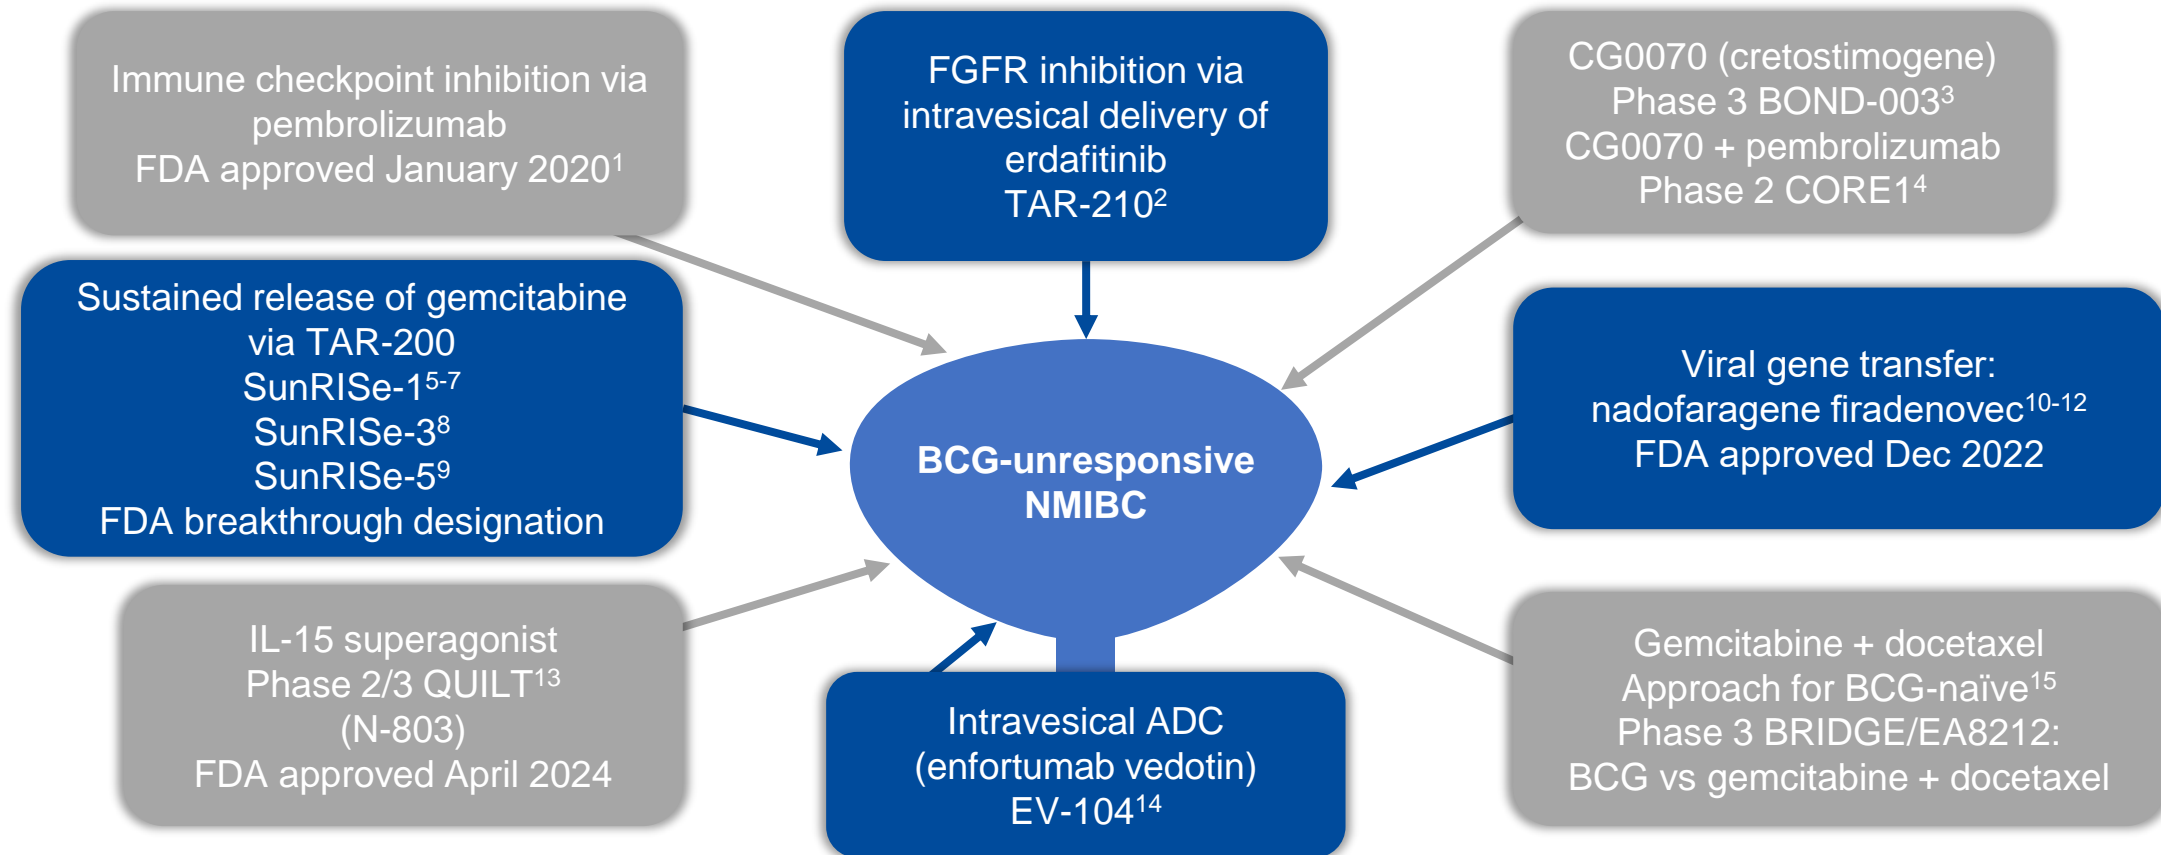 Immune checkpoint inhibition via
pembrolizumab
FDA approved January 2020¹
FGFR inhibition via
intravesical delivery of
erdafitinib
TAR-210²
CG0070 (cretostimogene)
Phase 3 BOND-003³
CG0070 + pembrolizumab
Phase 2 CORE1⁴
Sustained release of gemcitabine
via TAR-200
SunRISe-1⁵⁻⁷
SunRISe-3⁸
SunRISe-5⁹
FDA breakthrough designation
BCG-unresponsive
NMIBC
Viral gene transfer:
nadofaragene firadenovec¹⁰⁻¹²
FDA approved Dec 2022
IL-15 superagonist
Phase 2/3 QUILT¹³
(N-803)
FDA approved April 2024
Intravesical ADC
(enfortumab vedotin)
EV-104¹⁴
Gemcitabine + docetaxel
Approach for BCG-naïve¹⁵
Phase 3 BRIDGE/EA8212:
BCG vs gemcitabine + docetaxel